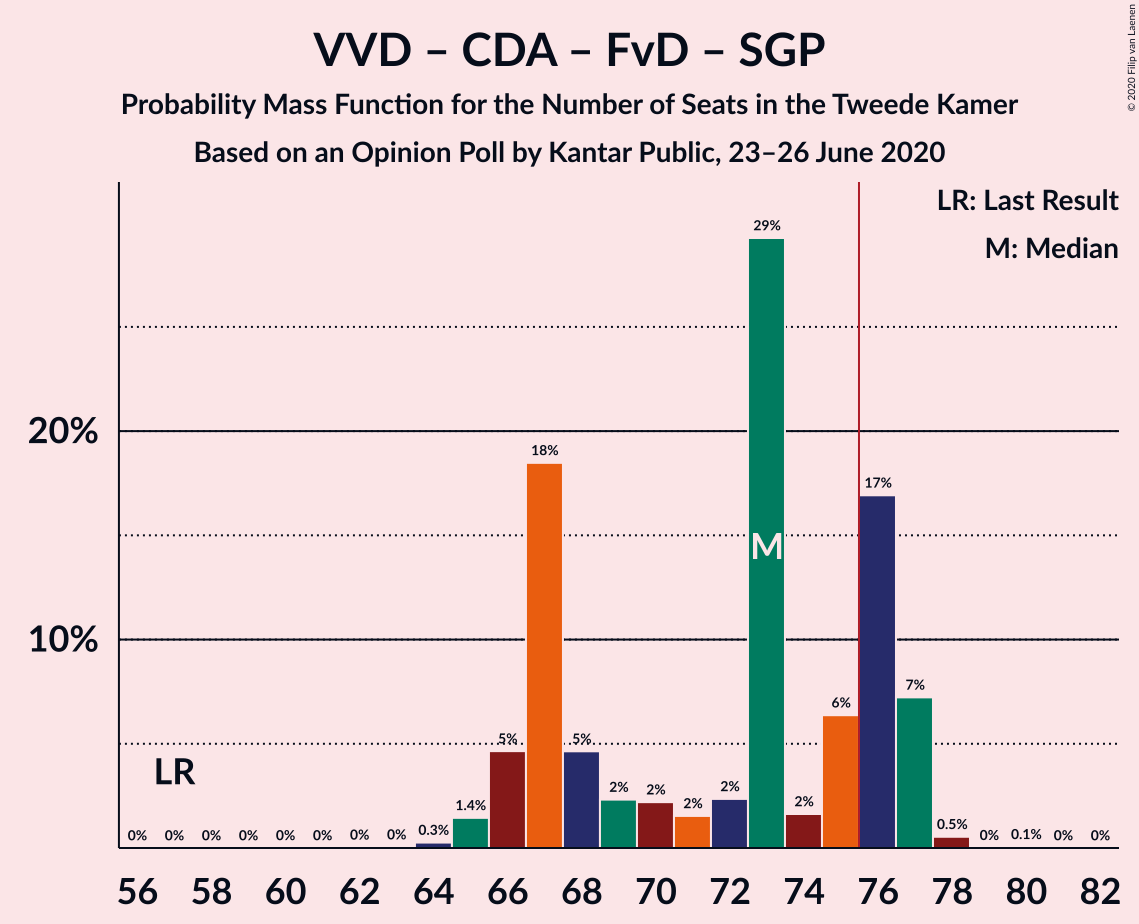 VVD – CDA – FvD – SGP
Probability Mass Function for the Number of Seats in the Tweede Kamer
Based on an Opinion Poll by Kantar Public, 23–26 June 2020
© 2020 Filip van Laenen
LR: Last Result
M: Median
20%
10%
0% 0% 0% 0% 0% 0% 0% 0% 0.3% 1.4% 5% 18% 5% 2% 2% 2% 2% 29% 2% 6% 17% 7% 0.5% 0% 0.1% 0% 0%
LR
M
56 58 60 62 64 66 68 70 72 74 76 78 80 82